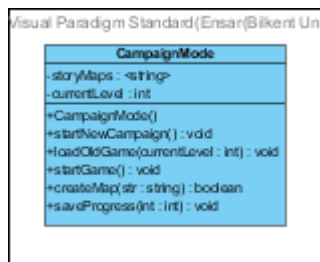 Visual Paradigm Standard(Ensar(Bilkent Un
CampaignMode
-storyMaps : <string>
-currentLevel : int
+CampaignMode()
+startNewCampaign() : void
+loadOldGame(currentLevel : int) : void
+startGame() : void
+createMap(str : string) : boolean
+saveProgress(int : int) : void